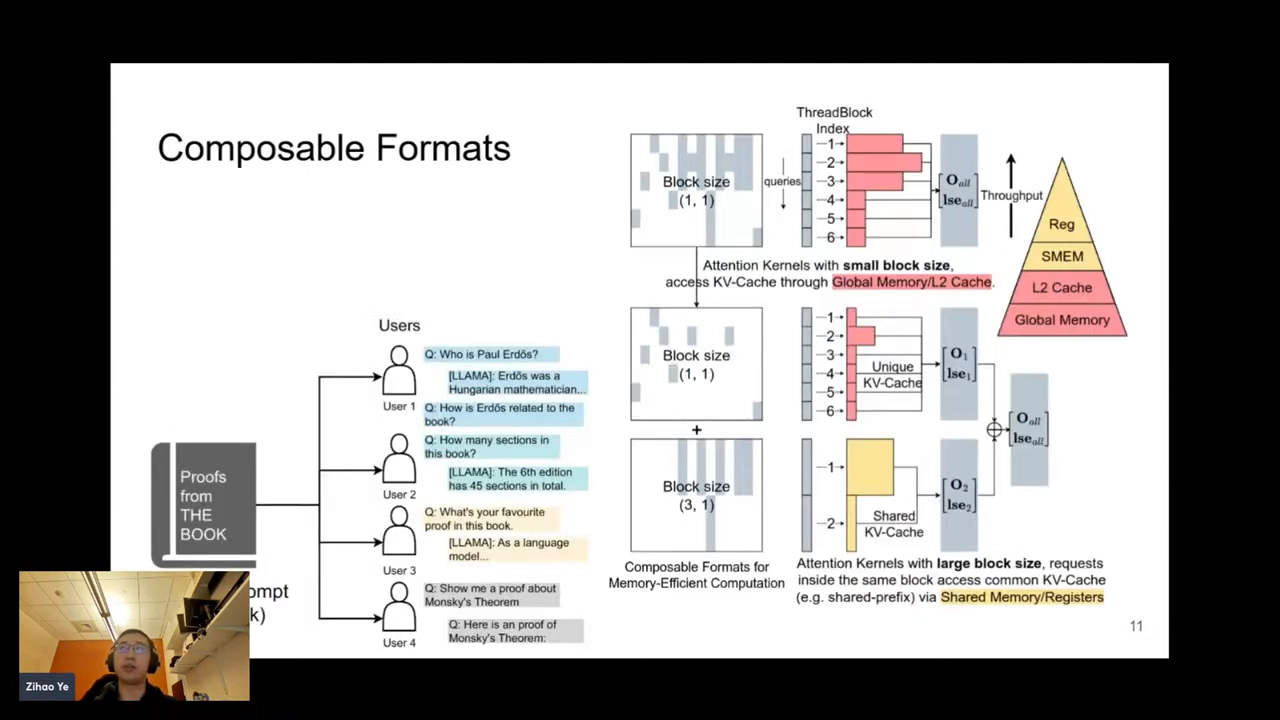 Composable Formats
Users
Q: Who is Paul Erdős?
[LLAMA]: Erdős was a
Hungarian mathematician...
User 1
Q: How is Erdős related to the
book?
Q: How many sections in
this book?
[LLAMA]: The 6th edition
has 45 sections in total.
User 2
Q: What's your favourite
proof in this book.
[LLAMA]: As a language
model...
User 3
Q: Show me a proof about
Monsky's Theorem
Q: Here is an proof of
Monsky's Theorem:
User 4
Proofs
from
THE
BOOK
ompt
k)
Block size
(1, 1)
queries
ThreadBlock
Index
1
2
3
4
5
6
O_all
lse_all
Throughput
Reg
SMEM
L2 Cache
Global Memory
Attention Kernels with small block size,
access KV-Cache through Global Memory/L2 Cache.
Block size
(1, 1)
1
2
3
4
5
6
Unique
KV-Cache
O_1
lse_1
+
Block size
(3, 1)
1
2
Shared
KV-Cache
O_2
lse_2
⊕
O_all
lse_all
Composable Formats for
Memory-Efficient Computation
Attention Kernels with large block size, requests
inside the same block access common KV-Cache
(e.g. shared-prefix) via Shared Memory/Registers
11
Zihao Ye